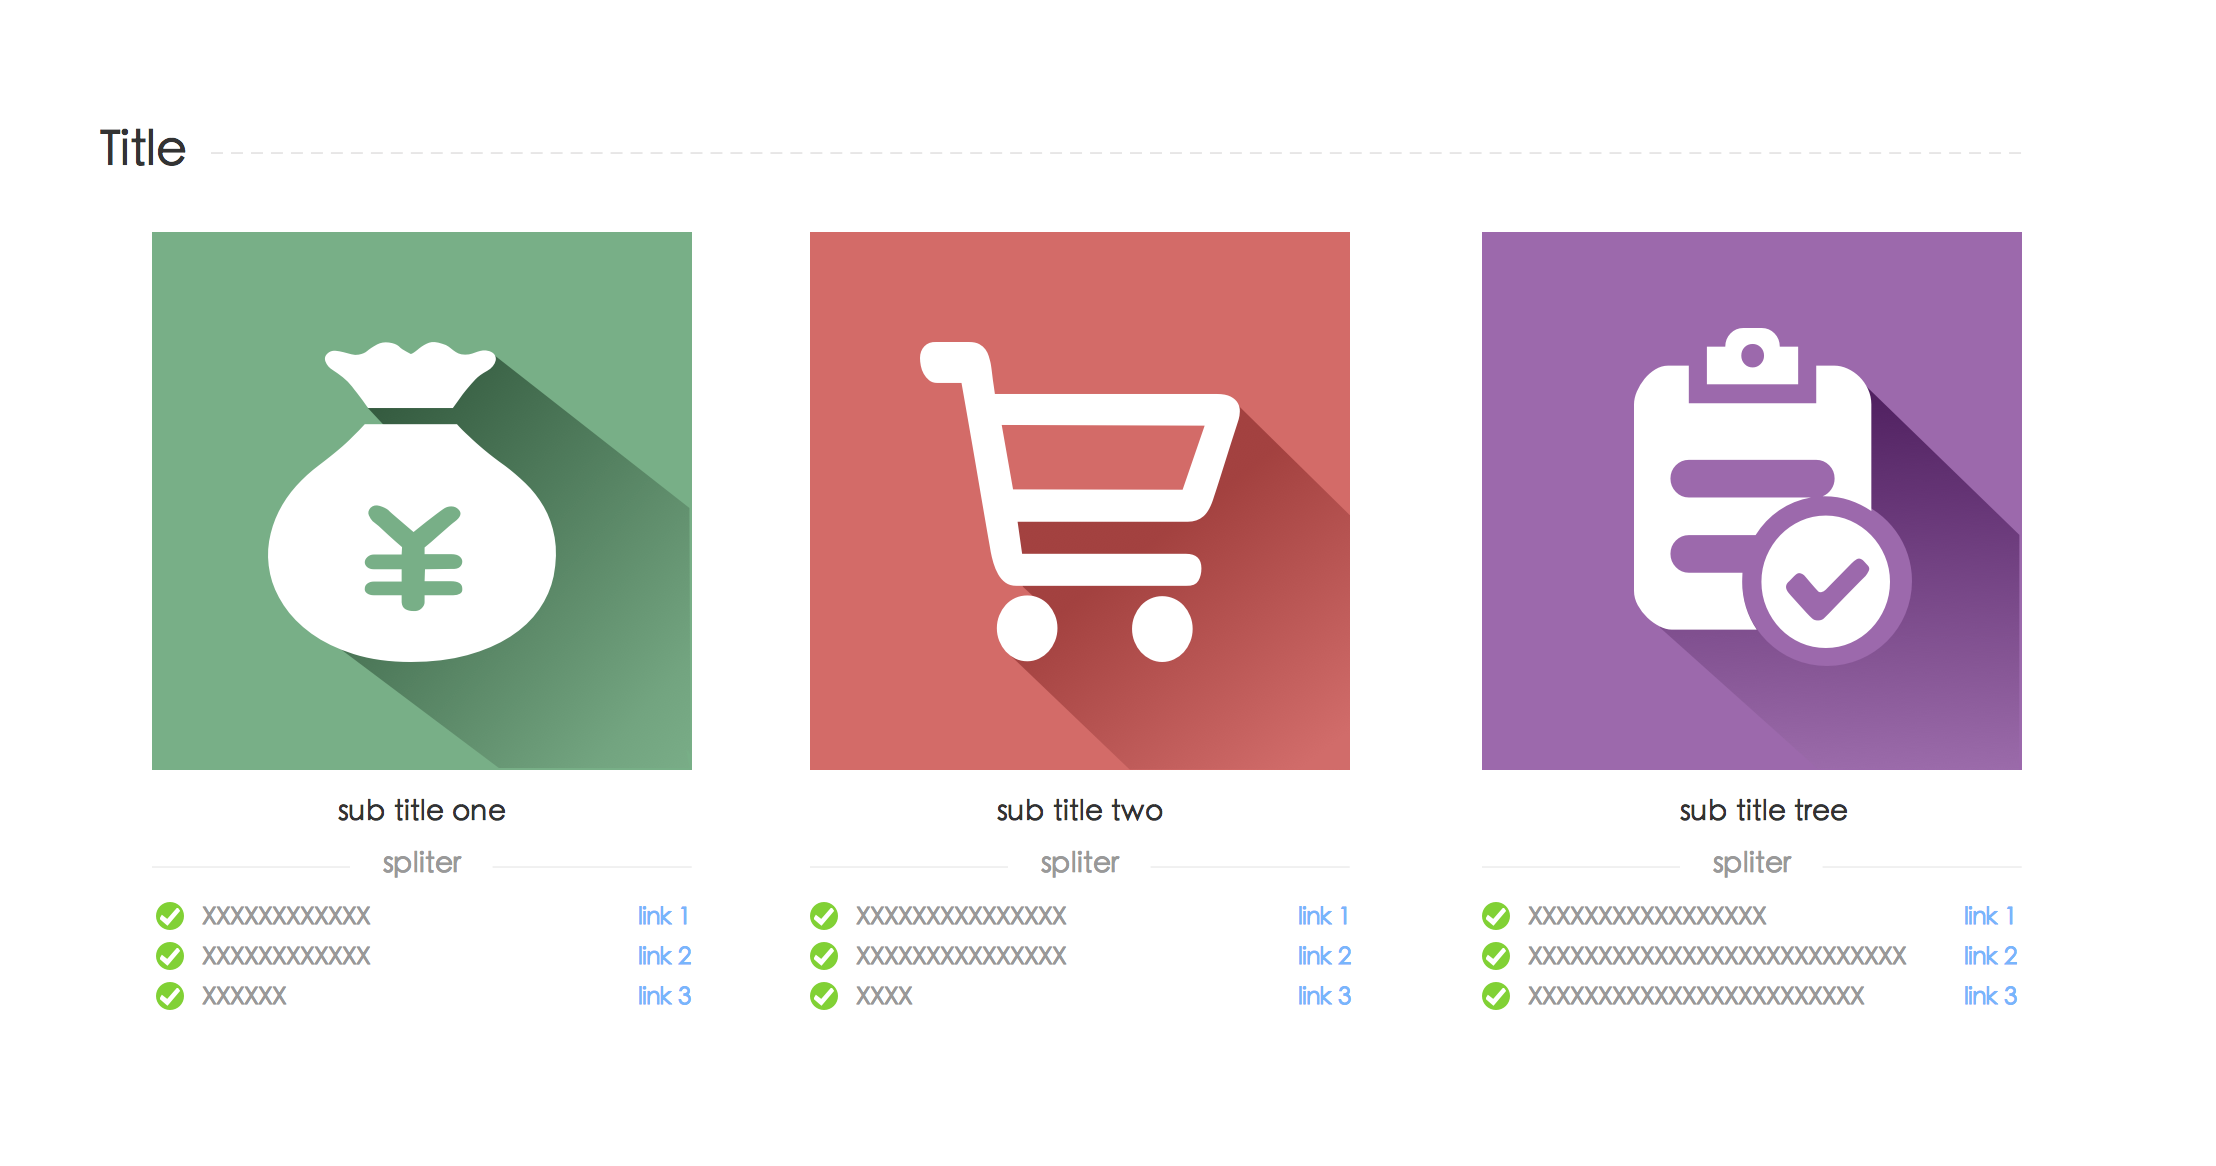 Title
¥
sub title one
spliter
XXXXXXXXXXXX link 1
XXXXXXXXXXXX link 2
XXXXXX link 3
sub title two
spliter
XXXXXXXXXXXXXXX link 1
XXXXXXXXXXXXXXX link 2
XXXX link 3
sub title tree
spliter
XXXXXXXXXXXXXXXXX link 1
XXXXXXXXXXXXXXXXXXXXXXXXXXX link 2
XXXXXXXXXXXXXXXXXXXXXXXX link 3